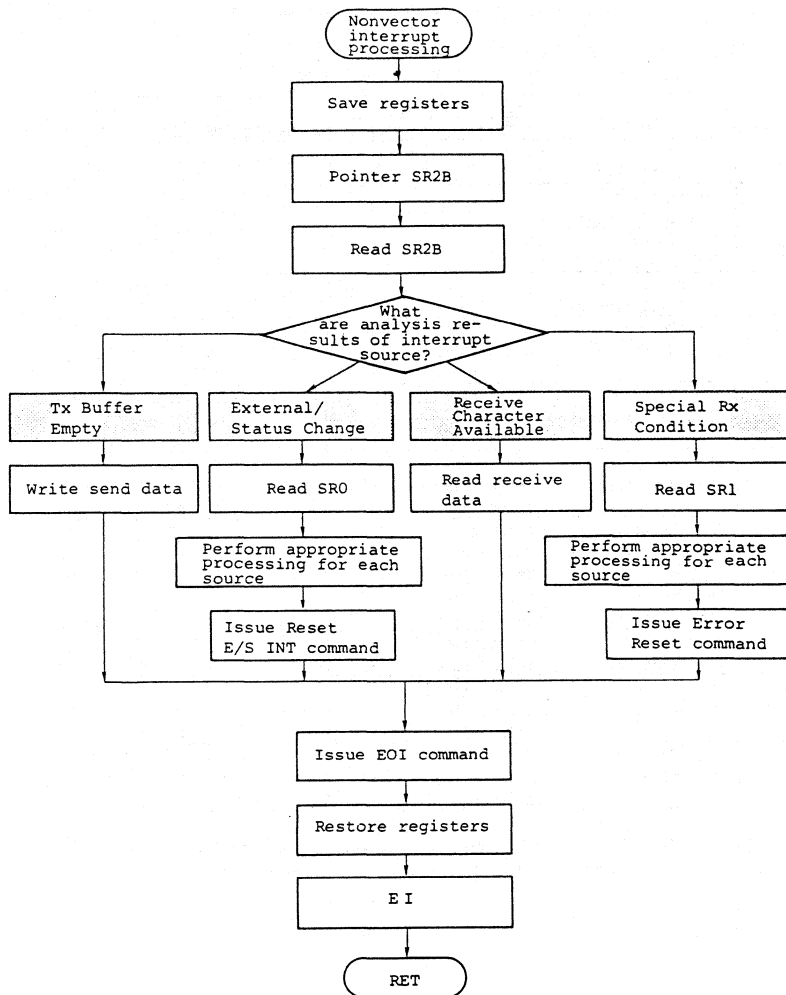 Nonvector
interrupt
processing
Save registers
Pointer SR2B
Read SR2B
What
are analysis re-
sults of interrupt
source?
Tx Buffer
Empty
External/
Status Change
Receive
Character
Available
Special Rx
Condition
Write send data
Read SR0
Read receive
data
Read SR1
Perform appropriate
processing for each
source
Perform appropriate
processing for each
source
Issue Reset
E/S INT command
Issue Error
Reset command
Issue EOI command
Restore registers
EI
RET